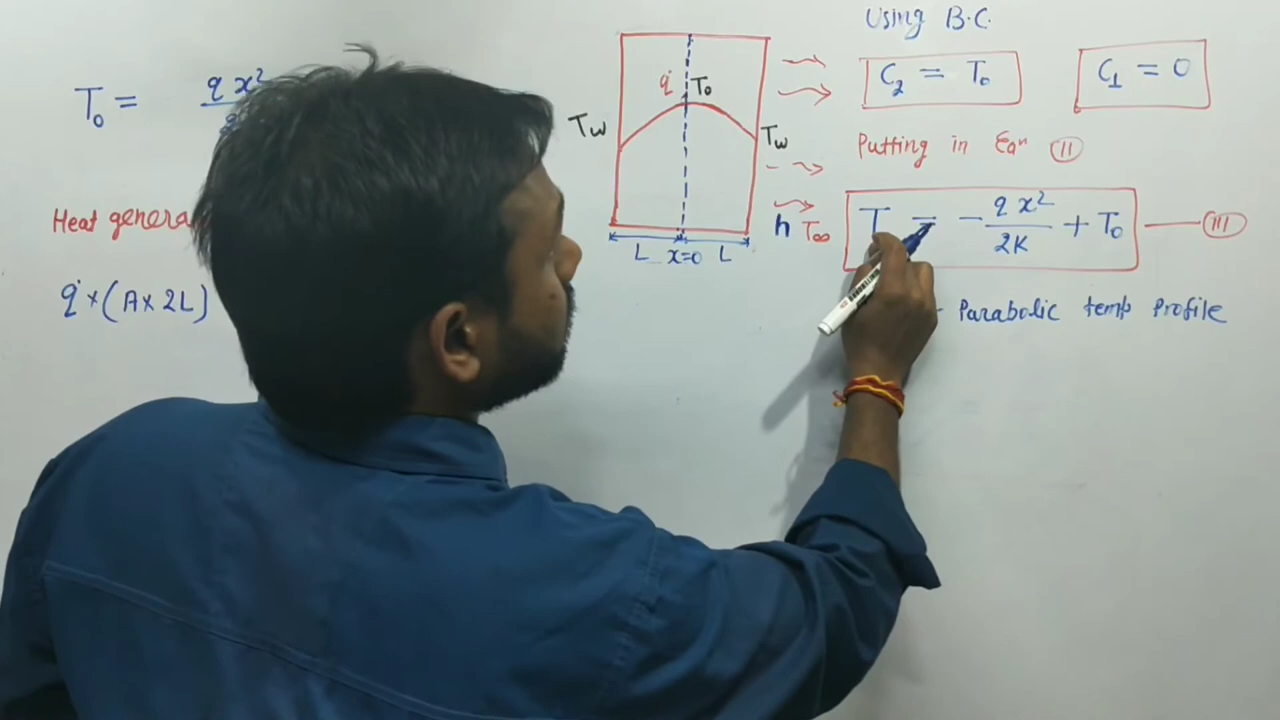 T₀ = q x²
Heat genera
q̇ × (A × 2L)
q̇ T₀
Tw
Tw
h T∞
L x=0 L
Using B.C.
C₂ = T₀
C₁ = 0
Putting in Eqⁿ II
T = - q x² / 2K + T₀ III
Parabolic temp Profile